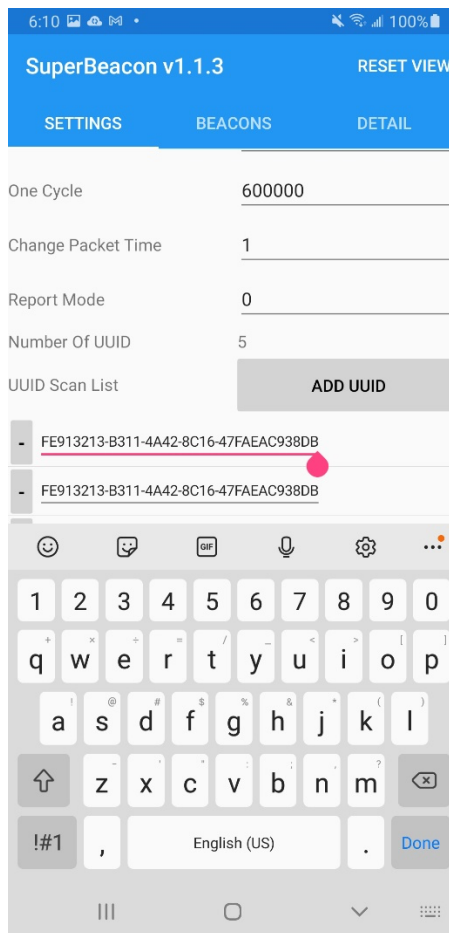 6:10 100%
SuperBeacon v1.1.3 RESET VIEW
SETTINGS BEACONS DETAIL
One Cycle 600000
Change Packet Time 1
Report Mode 0
Number Of UUID 5
UUID Scan List ADD UUID
- FE913213-B311-4A42-8C16-47FAEAC938DB
- FE913213-B311-4A42-8C16-47FAEAC938DB
GIF
1 2 3 4 5 6 7 8 9 0
q w e r t y u i o p
a s d f g h j k l
z x c v b n m
!#1 , English (US) . Done